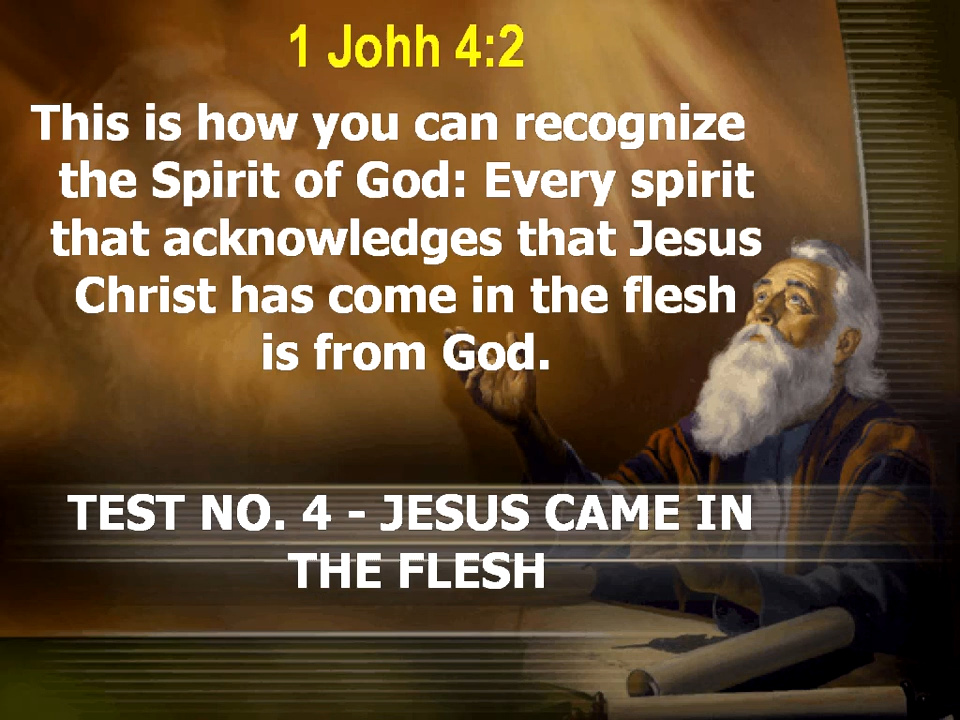 1 Johh 4:2
This is how you can recognize
the Spirit of God: Every spirit
that acknowledges that Jesus
Christ has come in the flesh
is from God.
TEST NO. 4 - JESUS CAME IN
THE FLESH